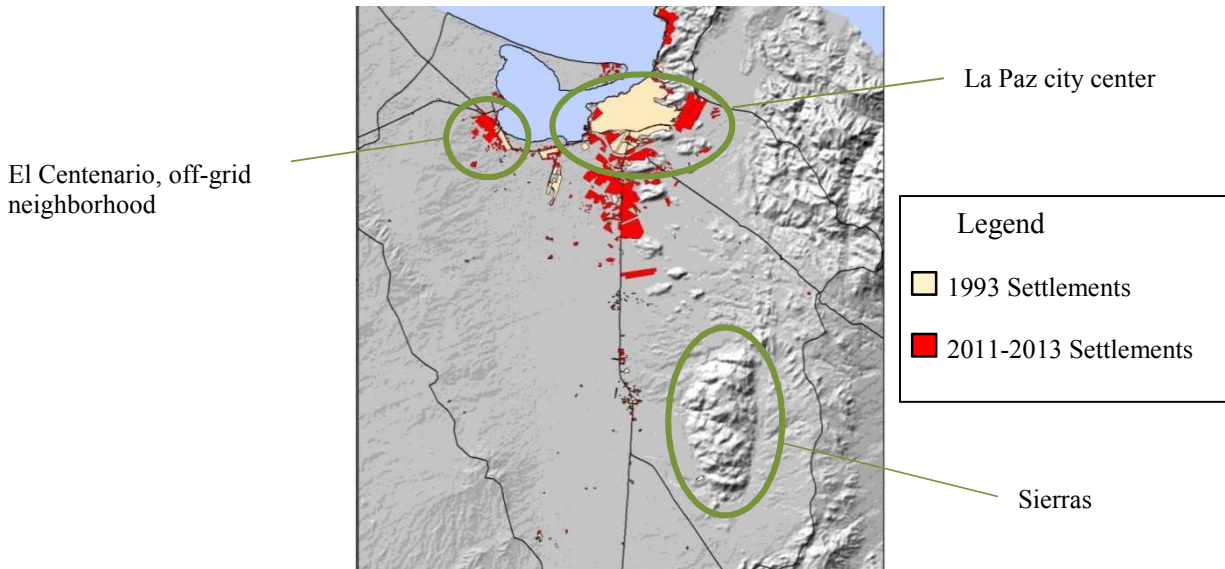 La Paz city center
El Centenario, off-grid
neighborhood
Legend
1993 Settlements
2011-2013 Settlements
Sierras